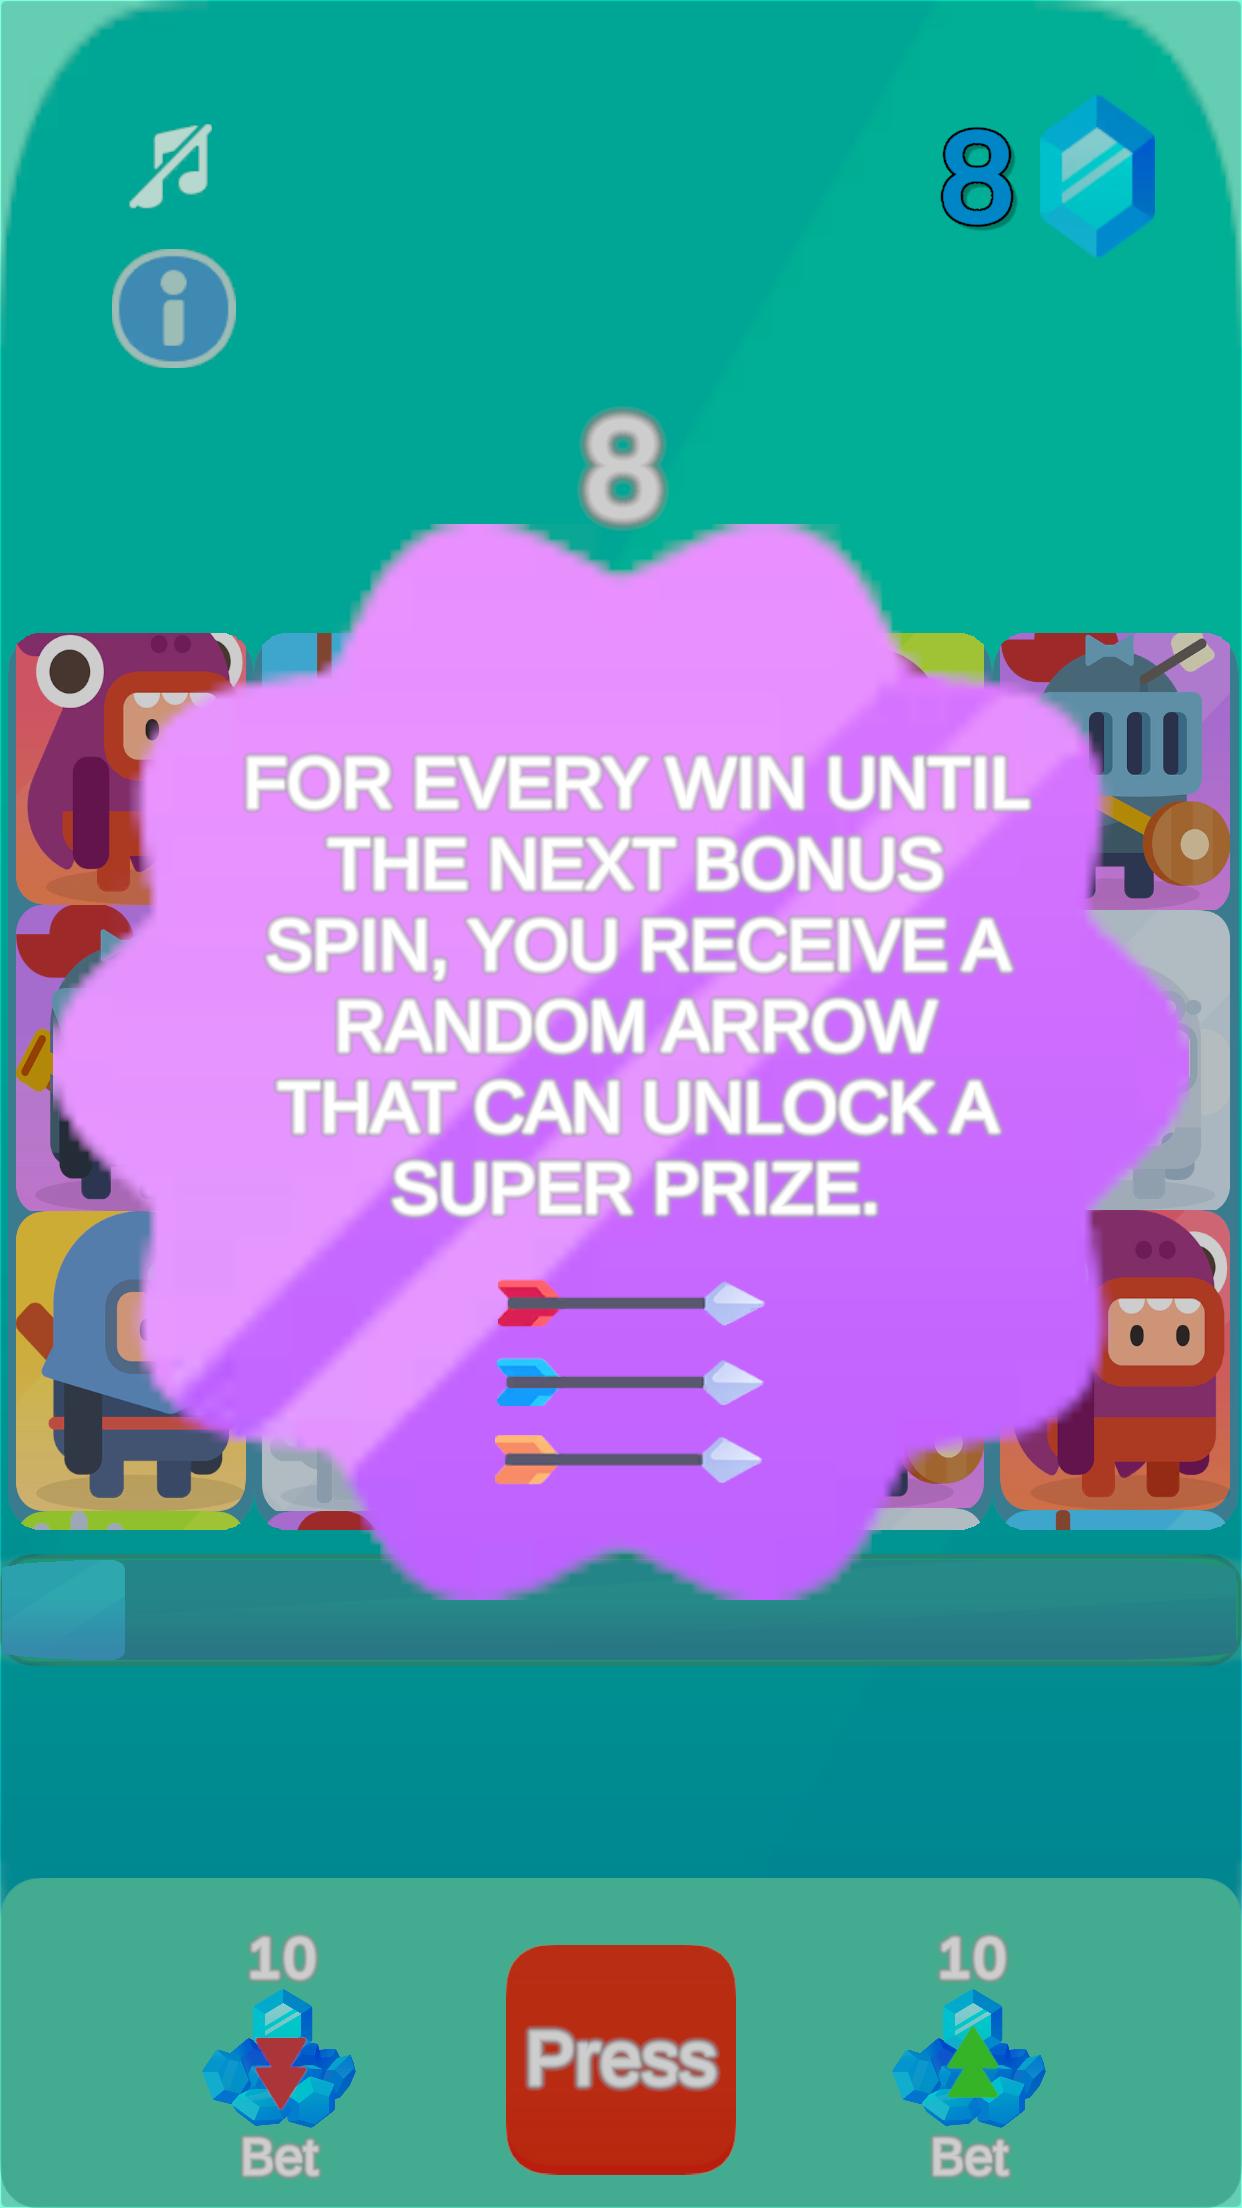 8
8
FOR EVERY WIN UNTIL
THE NEXT BONUS
SPIN, YOU RECEIVE A
RANDOM ARROW
THAT CAN UNLOCK A
SUPER PRIZE.
10
10
Press
Bet
Bet